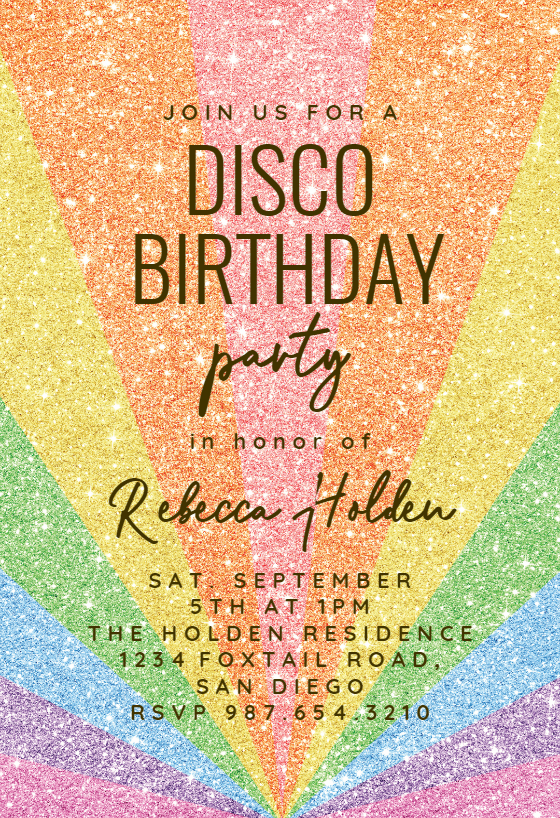 JOIN US FOR A
DISCO
BIRTHDAY
party
in honor of
Rebecca Holden
SAT. SEPTEMBER
5TH AT 1PM
THE HOLDEN RESIDENCE
1234 FOXTAIL ROAD,
SAN DIEGO
RSVP 987.654.3210